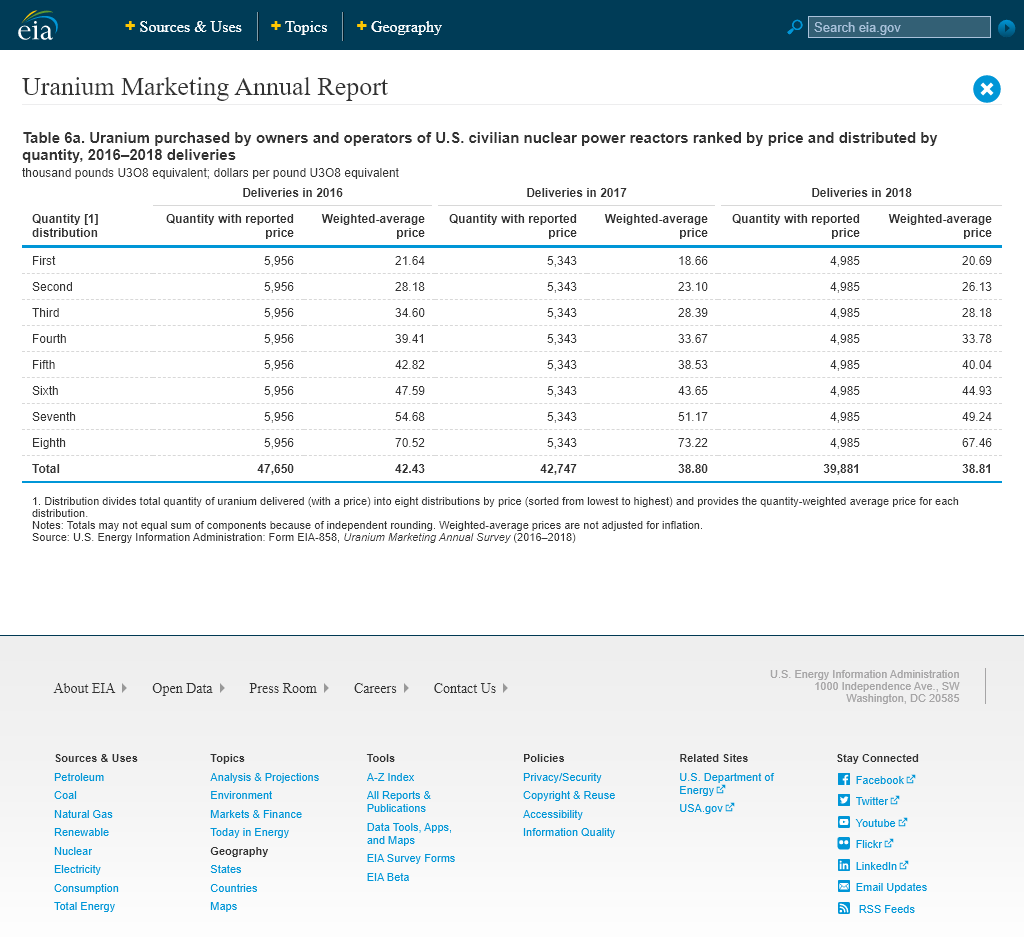 eia
Sources & Uses
Topics
Geography
Search eia.gov
Uranium Marketing Annual Report
Table 6a. Uranium purchased by owners and operators of U.S. civilian nuclear power reactors ranked by price and distributed by
quantity, 2016–2018 deliveries
thousand pounds U3O8 equivalent; dollars per pound U3O8 equivalent
Deliveries in 2016 Deliveries in 2017 Deliveries in 2018
Quantity [1] Quantity with reported Weighted-average Quantity with reported Weighted-average Quantity with reported Weighted-average
distribution price price price price price price
First 5,956 21.64 5,343 18.66 4,985 20.69
Second 5,956 28.18 5,343 23.10 4,985 26.13
Third 5,956 34.60 5,343 28.39 4,985 28.18
Fourth 5,956 39.41 5,343 33.67 4,985 33.78
Fifth 5,956 42.82 5,343 38.53 4,985 40.04
Sixth 5,956 47.59 5,343 43.65 4,985 44.93
Seventh 5,956 54.68 5,343 51.17 4,985 49.24
Eighth 5,956 70.52 5,343 73.22 4,985 67.46
Total 47,650 42.43 42,747 38.80 39,881 38.81
1. Distribution divides total quantity of uranium delivered (with a price) into eight distributions by price (sorted from lowest to highest) and provides the quantity-weighted average price for each
distribution.
Notes: Totals may not equal sum of components because of independent rounding. Weighted-average prices are not adjusted for inflation.
Source: U.S. Energy Information Administration: Form EIA-858, Uranium Marketing Annual Survey (2016–2018)
About EIA
Open Data
Press Room
Careers
Contact Us
U.S. Energy Information Administration
1000 Independence Ave., SW
Washington, DC 20585
Sources & Uses
Petroleum
Coal
Natural Gas
Renewable
Nuclear
Electricity
Consumption
Total Energy
Topics
Analysis & Projections
Environment
Markets & Finance
Today in Energy
Geography
States
Countries
Maps
Tools
A-Z Index
All Reports &
Publications
Data Tools, Apps,
and Maps
EIA Survey Forms
EIA Beta
Policies
Privacy/Security
Copyright & Reuse
Accessibility
Information Quality
Related Sites
U.S. Department of
Energy
USA.gov
Stay Connected
Facebook
Twitter
Youtube
Flickr
LinkedIn
Email Updates
RSS Feeds